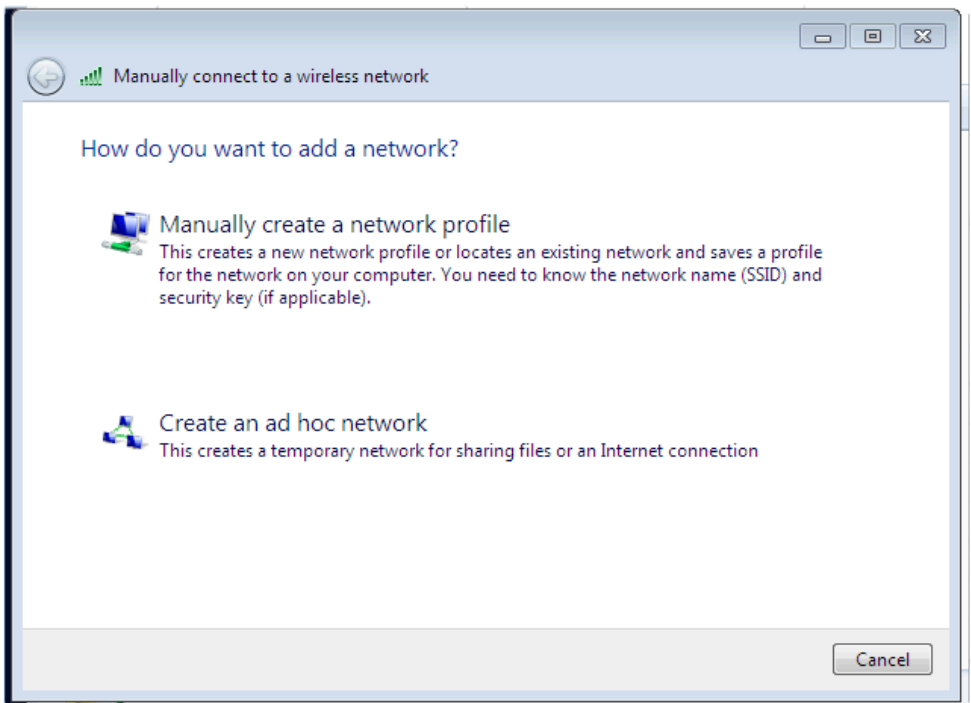 Manually connect to a wireless network
How do you want to add a network?
Manually create a network profile
This creates a new network profile or locates an existing network and saves a profile
for the network on your computer. You need to know the network name (SSID) and
security key (if applicable).
Create an ad hoc network
This creates a temporary network for sharing files or an Internet connection
Cancel